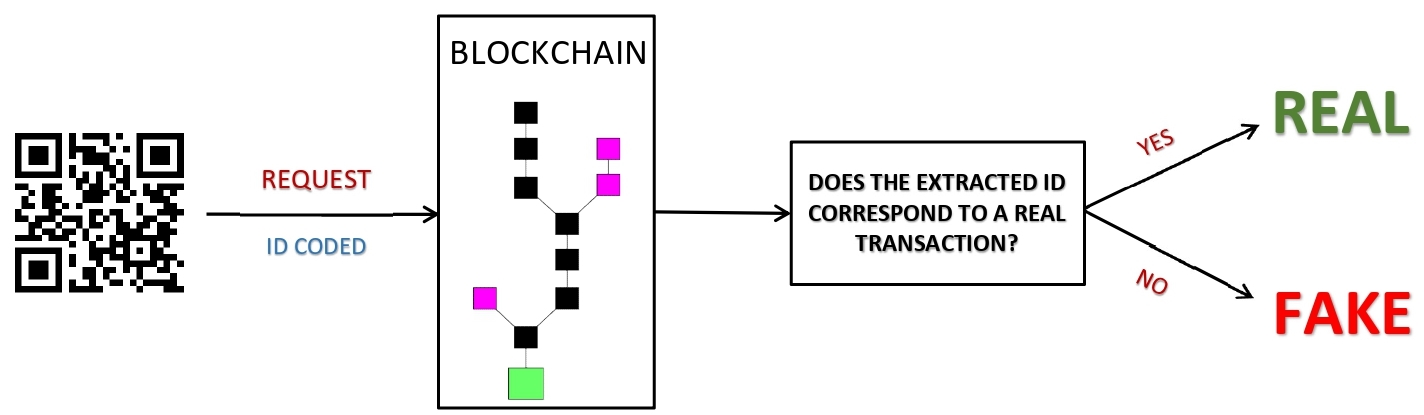 BLOCKCHAIN
REQUEST
ID CODED
DOES THE EXTRACTED ID
CORRESPOND TO A REAL
TRANSACTION?
YES
NO
REAL
FAKE